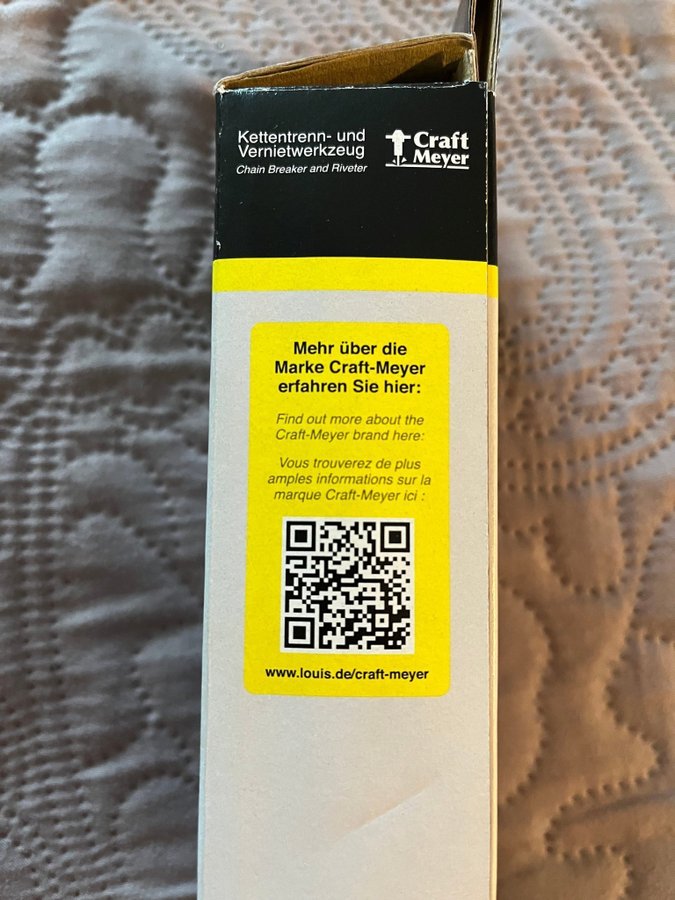 Kettentrenn- und
Vernietwerkzeug
Chain Breaker and Riveter
Craft
Meyer
Mehr über die
Marke Craft-Meyer
erfahren Sie hier:
Find out more about the
Craft-Meyer brand here:
Vous trouverez de plus
amples informations sur la
marque Craft-Meyer ici :
www.louis.de/craft-meyer